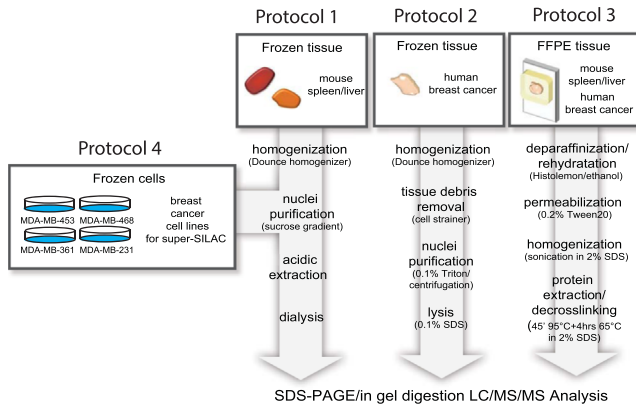 Protocol 1
Protocol 2
Protocol 3
Frozen tissue
mouse
spleen/liver
Frozen tissue
human
breast cancer
FFPE tissue
mouse
spleen/liver
human
breast cancer
Protocol 4
Frozen cells
MDA-MB-453
MDA-MB-468
MDA-MB-361
MDA-MB-231
breast
cancer
cell lines
for super-SILAC
homogenization
(Dounce homogenizer)
nuclei
purification
(sucrose gradient)
acidic
extraction
dialysis
homogenization
(Dounce homogenizer)
tissue debris
removal
(cell strainer)
nuclei
purification
(0.1% Triton/
centrifugation)
lysis
(0.1% SDS)
deparaffinization/
rehydratation
(Histolemon/ethanol)
permeabilization
(0.2% Tween20)
homogenization
(sonication in 2% SDS)
protein
extraction/
decrosslinking
(45' 95°C+4hrs 65°C
in 2% SDS)
SDS-PAGE/in gel digestion LC/MS/MS Analysis